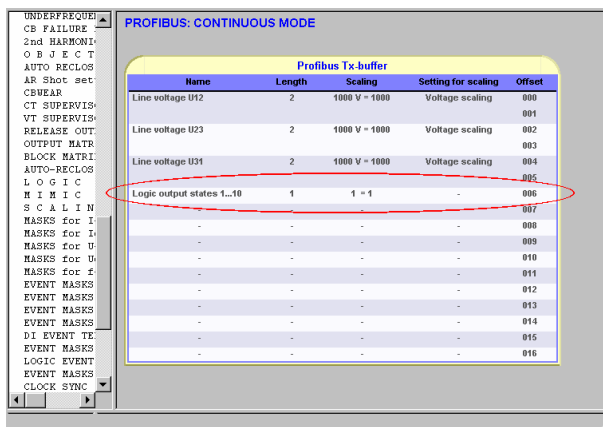 UNDERFREQUE
CB FAILURE
2nd HARMONI
O B J E C T
AUTO RECLOS
AR Shot set
CBWEAR
CT SUPERVIS
VT SUPERVIS
RELEASE OUT
OUTPUT MATR
BLOCK MATRI
AUTO-RECLOS
L O G I C
M I M I C
S C A L I N
MASKS for I
MASKS for I
MASKS for U
MASKS for U
MASKS for f
EVENT MASKS
EVENT MASKS
EVENT MASKS
DI EVENT TE
EVENT MASKS
LOGIC EVENT
EVENT MASKS
CLOCK SYNC
PROFIBUS: CONTINUOUS MODE
Profibus Tx-buffer
Name Length Scaling Setting for scaling Offset
Line voltage U12 2 1000 V = 1000 Voltage scaling 000
001
Line voltage U23 2 1000 V = 1000 Voltage scaling 002
003
Line voltage U31 2 1000 V = 1000 Voltage scaling 004
005
Logic output states 1...10 1 1 = 1 - 006
- - - - 007
- - - - 008
- - - - 009
- - - - 010
- - - - 011
- - - - 012
- - - - 013
- - - - 014
- - - - 015
- - - - 016